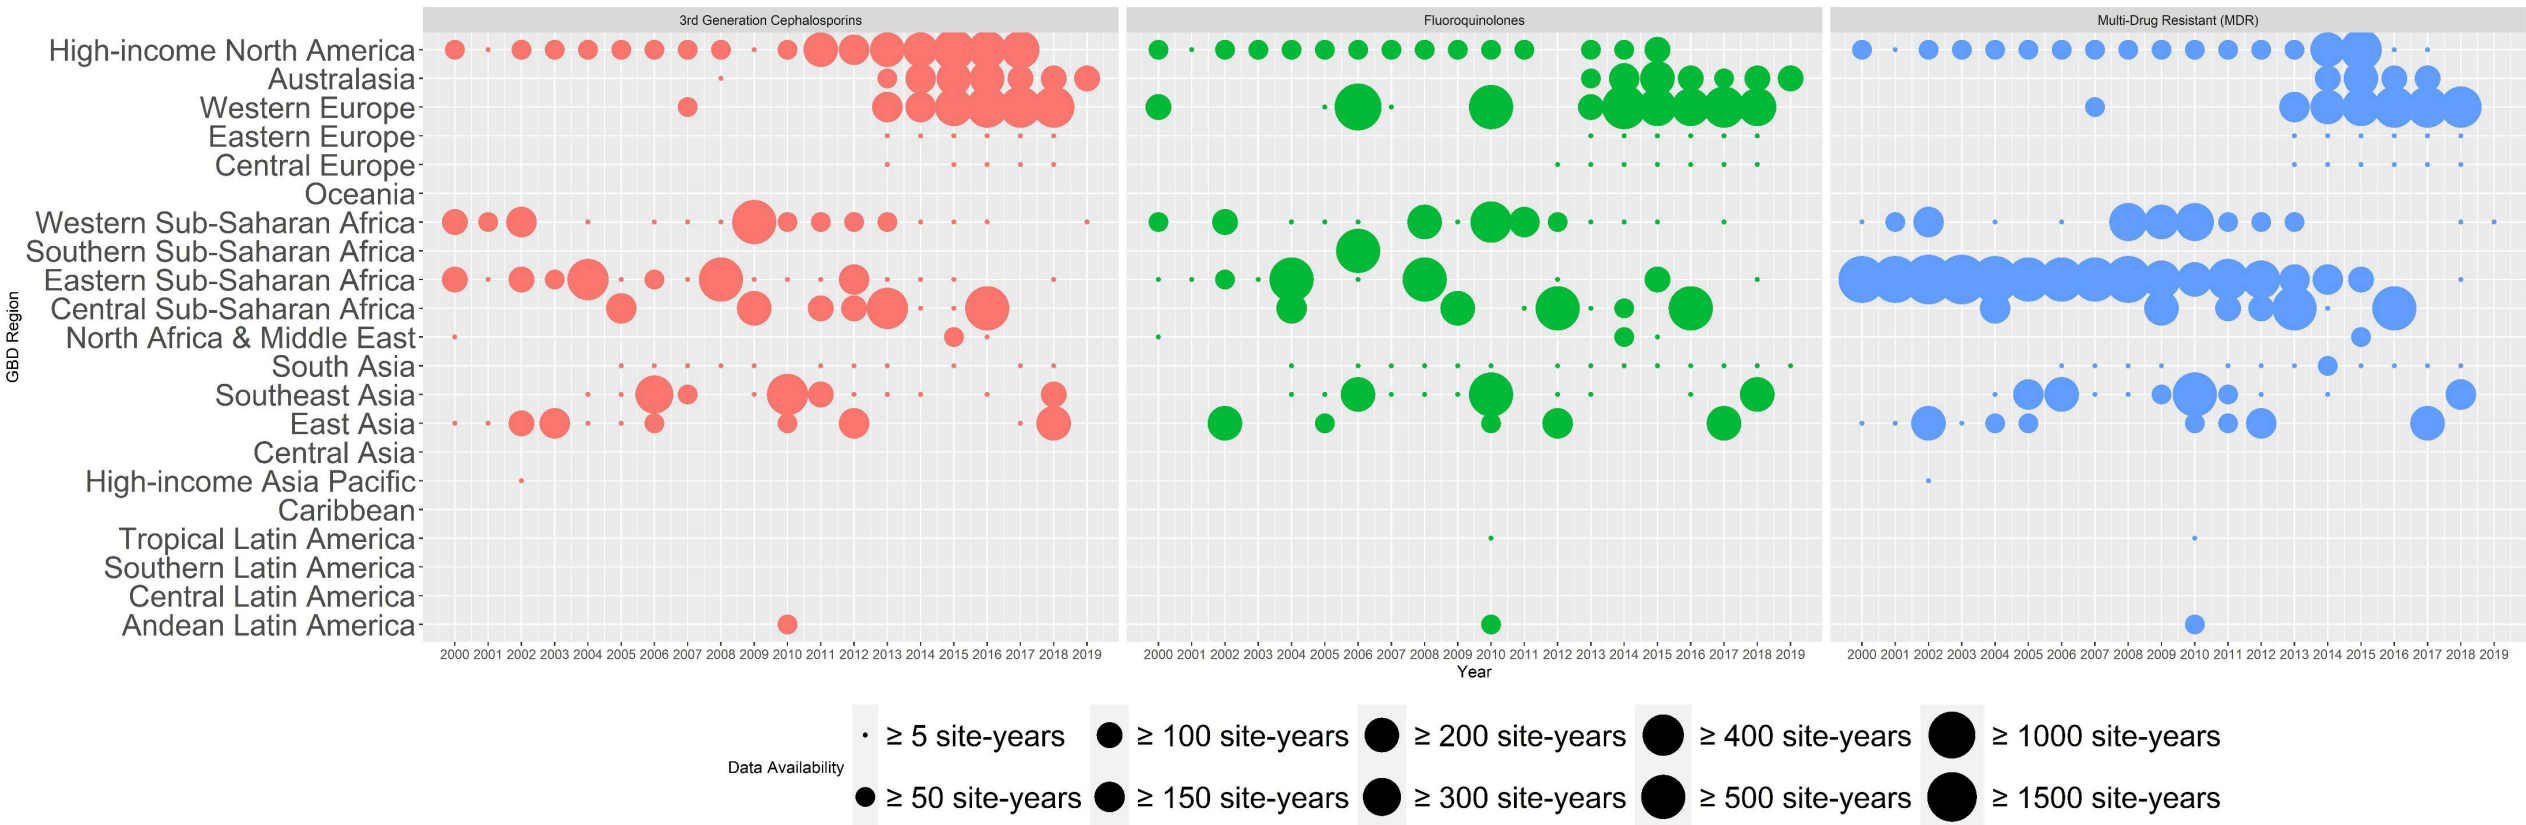 3rd Generation Cephalosporins
Fluoroquinolones
Multi-Drug Resistant (MDR)
High-income North America
Australasia
Western Europe
Eastern Europe
Central Europe
Oceania
Western Sub-Saharan Africa
Southern Sub-Saharan Africa
Eastern Sub-Saharan Africa
Central Sub-Saharan Africa
North Africa & Middle East
South Asia
Southeast Asia
East Asia
Central Asia
High-income Asia Pacific
Caribbean
Tropical Latin America
Southern Latin America
Central Latin America
Andean Latin America
GBD Region
2000 2001 2002 2003 2004 2005 2006 2007 2008 2009 2010 2011 2012 2013 2014 2015 2016 2017 2018 2019
2000 2001 2002 2003 2004 2005 2006 2007 2008 2009 2010 2011 2012 2013 2014 2015 2016 2017 2018 2019
2000 2001 2002 2003 2004 2005 2006 2007 2008 2009 2010 2011 2012 2013 2014 2015 2016 2017 2018 2019
Year
Data Availability
≥ 5 site-years
≥ 100 site-years
≥ 200 site-years
≥ 400 site-years
≥ 1000 site-years
≥ 50 site-years
≥ 150 site-years
≥ 300 site-years
≥ 500 site-years
≥ 1500 site-years